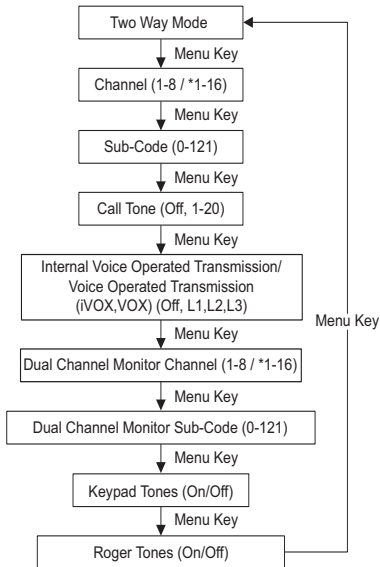 Two Way Mode
Menu Key
Channel (1-8 / *1-16)
Menu Key
Sub-Code (0-121)
Menu Key
Call Tone (Off, 1-20)
Menu Key
Internal Voice Operated Transmission/
Voice Operated Transmission
(iVOX,VOX) (Off, L1,L2,L3)
Menu Key
Menu Key
Dual Channel Monitor Channel (1-8 / *1-16)
Menu Key
Dual Channel Monitor Sub-Code (0-121)
Menu Key
Keypad Tones (On/Off)
Menu Key
Roger Tones (On/Off)